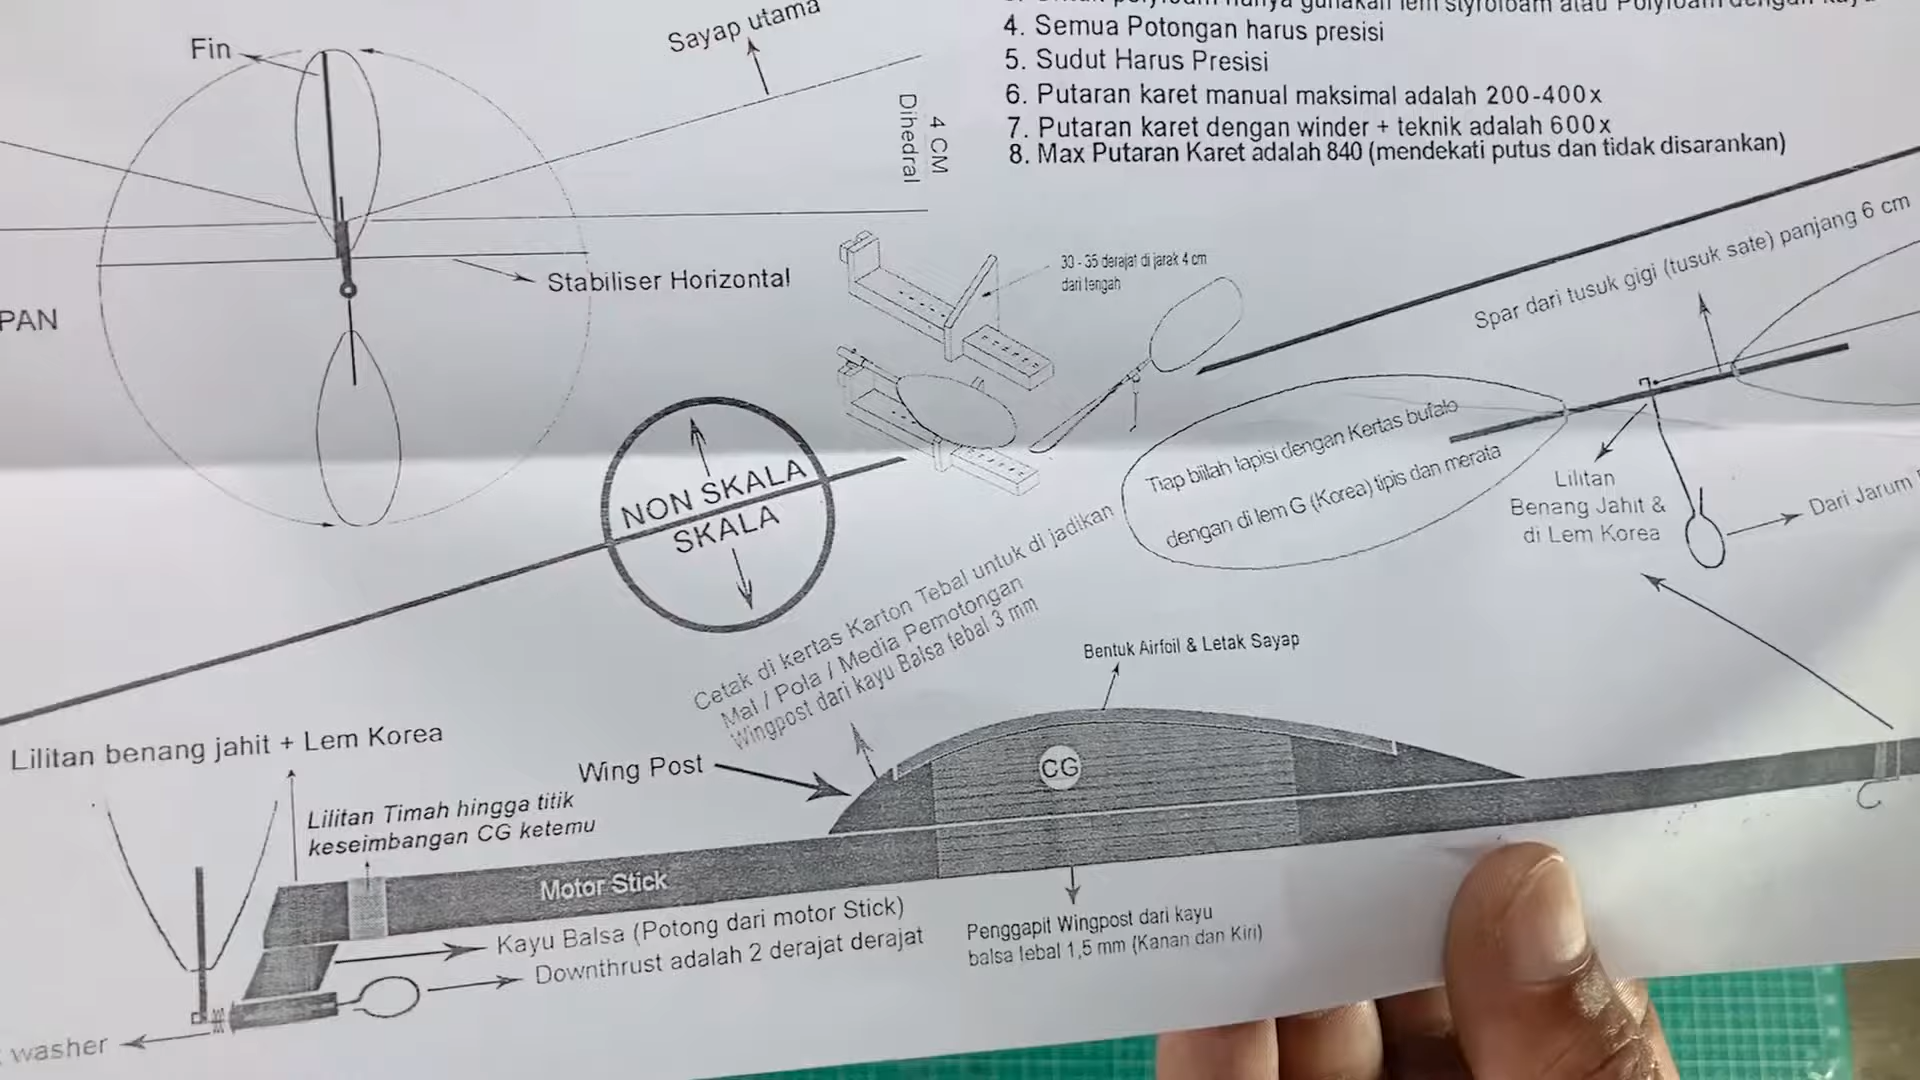 Fin
Sayap utama
4 CM
Dihedral
Stabiliser Horizontal
PAN
4. Semua Potongan harus presisi
5. Sudut Harus Presisi
6. Putaran karet manual maksimal adalah 200-400x
7. Putaran karet dengan winder + teknik adalah 600x
8. Max Putaran Karet adalah 840 (mendekati putus dan tidak disarankan)
30 - 35 derajat di jarak 4 cm
dari tengah
Spar dari tusuk gigi (tusuk sate) panjang 6 cm
Tiap billah lapisi dengan Kertas bufalo
dengan di lem G (Korea) tipis dan merata
Lilitan
Benang Jahit &
di Lem Korea
Dari Jarum
NON SKALA
SKALA
Cetak di kertas Karton Tebal untuk di jadikan
Mal / Pola / Media Pemotongan
Wingpost dari kayu Balsa tebal 3 mm
Bentuk Airfoil & Letak Sayap
Wing Post
CG
Lilitan benang jahit + Lem Korea
Lilitan Timah hingga titik
keseimbangan CG ketemu
Motor Stick
Kayu Balsa (Potong dari motor Stick)
Downthrust adalah 2 derajat derajat
Penggapit Wingpost dari kayu
balsa tebal 1,5 mm (Kanan dan Kiri)
washer